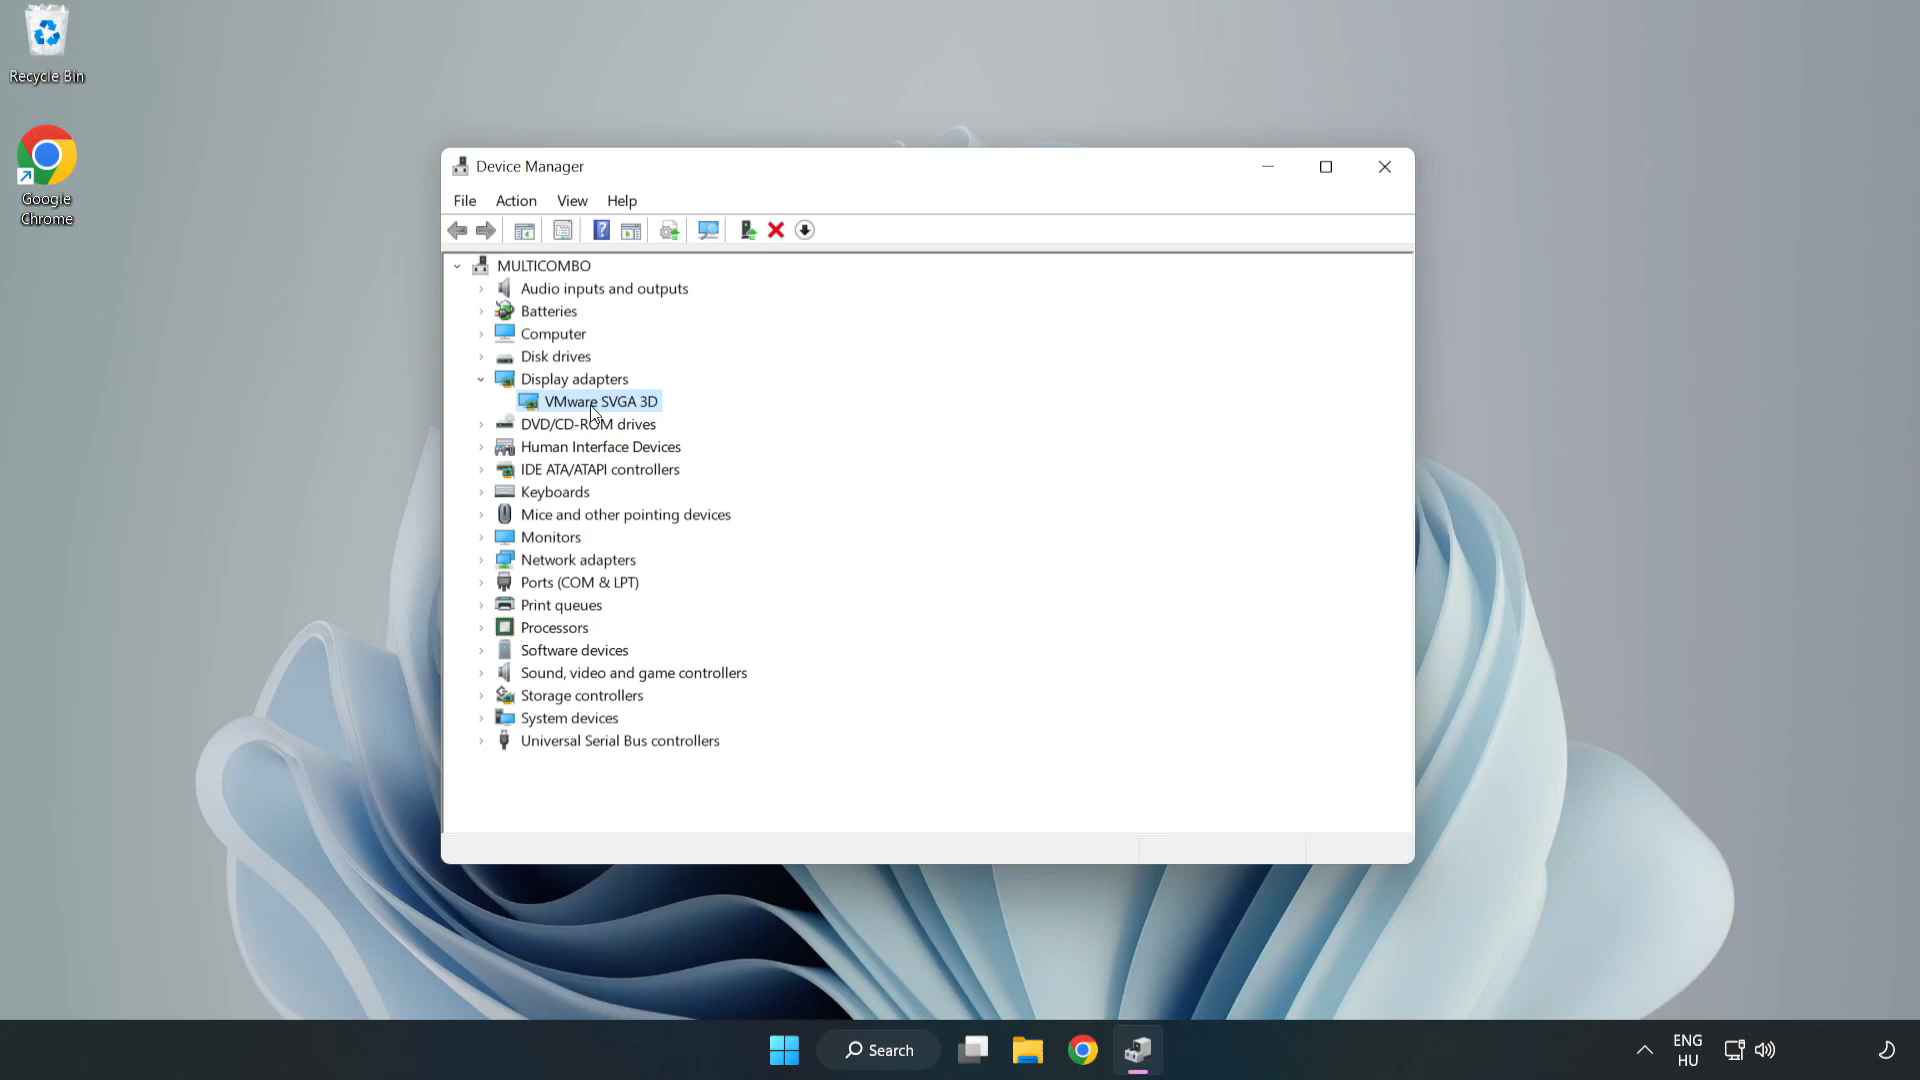 Recycle Bin
Google
Chrome
Device Manager
File Action View Help
MULTICOMBO
Audio inputs and outputs
Batteries
Computer
Disk drives
Display adapters
VMware SVGA 3D
DVD/CD-ROM drives
Human Interface Devices
IDE ATA/ATAPI controllers
Keyboards
Mice and other pointing devices
Monitors
Network adapters
Ports (COM & LPT)
Print queues
Processors
Software devices
Sound, video and game controllers
Storage controllers
System devices
Universal Serial Bus controllers
Search
ENG
HU